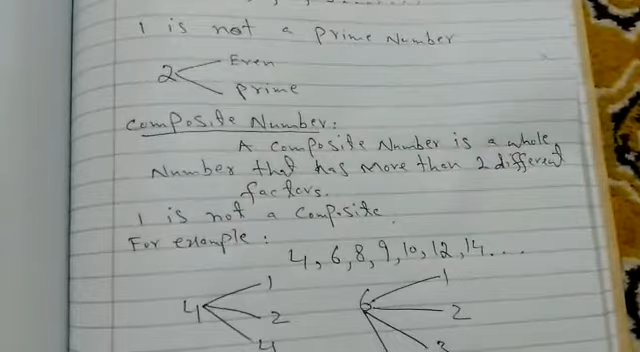 1 is not a Prime Number
2 Even
Prime
Composite Number:
A Composite Number is a whole
Number that has more than 2 different
factors.
1 is not a Composite.
For example:
4, 6, 8, 9, 10, 12, 14...
4 1 2 4
6 1 2 3